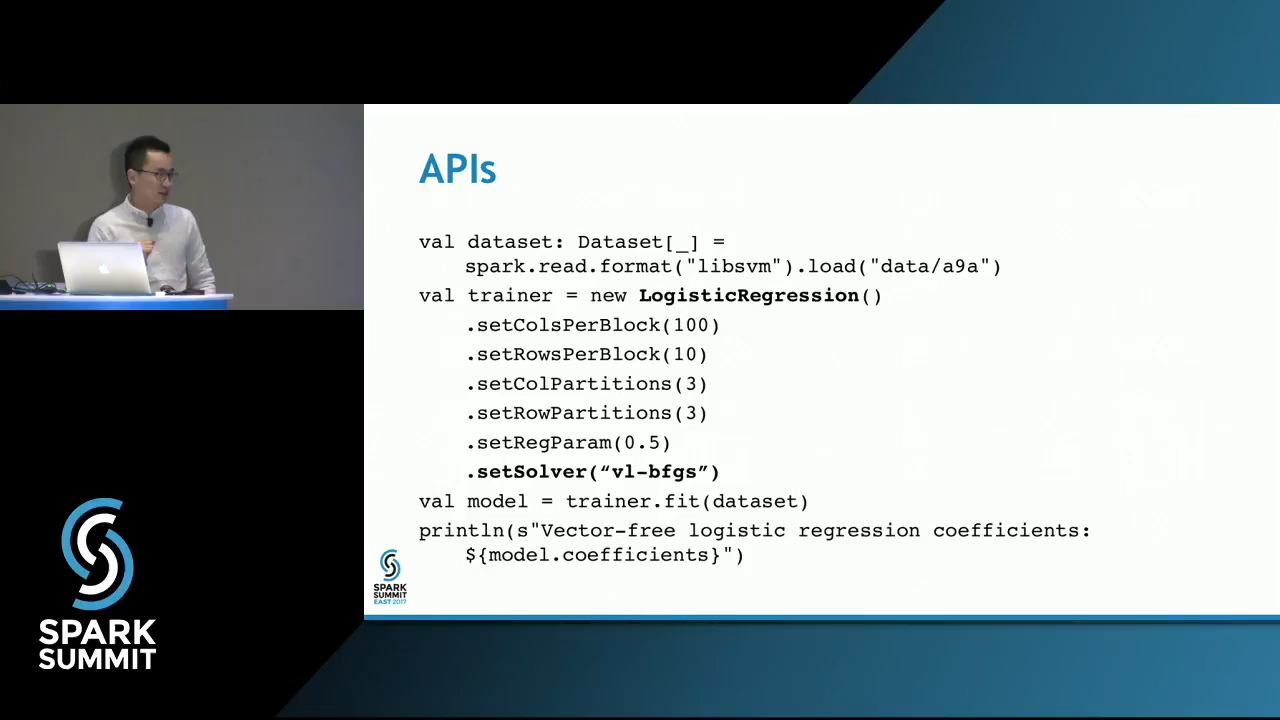 APIs
val dataset: Dataset[_] =
spark.read.format("libsvm").load("data/a9a")
val trainer = new LogisticRegression()
.setColsPerBlock(100)
.setRowsPerBlock(10)
.setColPartitions(3)
.setRowPartitions(3)
.setRegParam(0.5)
.setSolver(“vl-bfgs”)
val model = trainer.fit(dataset)
println(s"Vector-free logistic regression coefficients:
${model.coefficients}")
SPARK
SUMMIT
EAST 2017
SPARK
SUMMIT